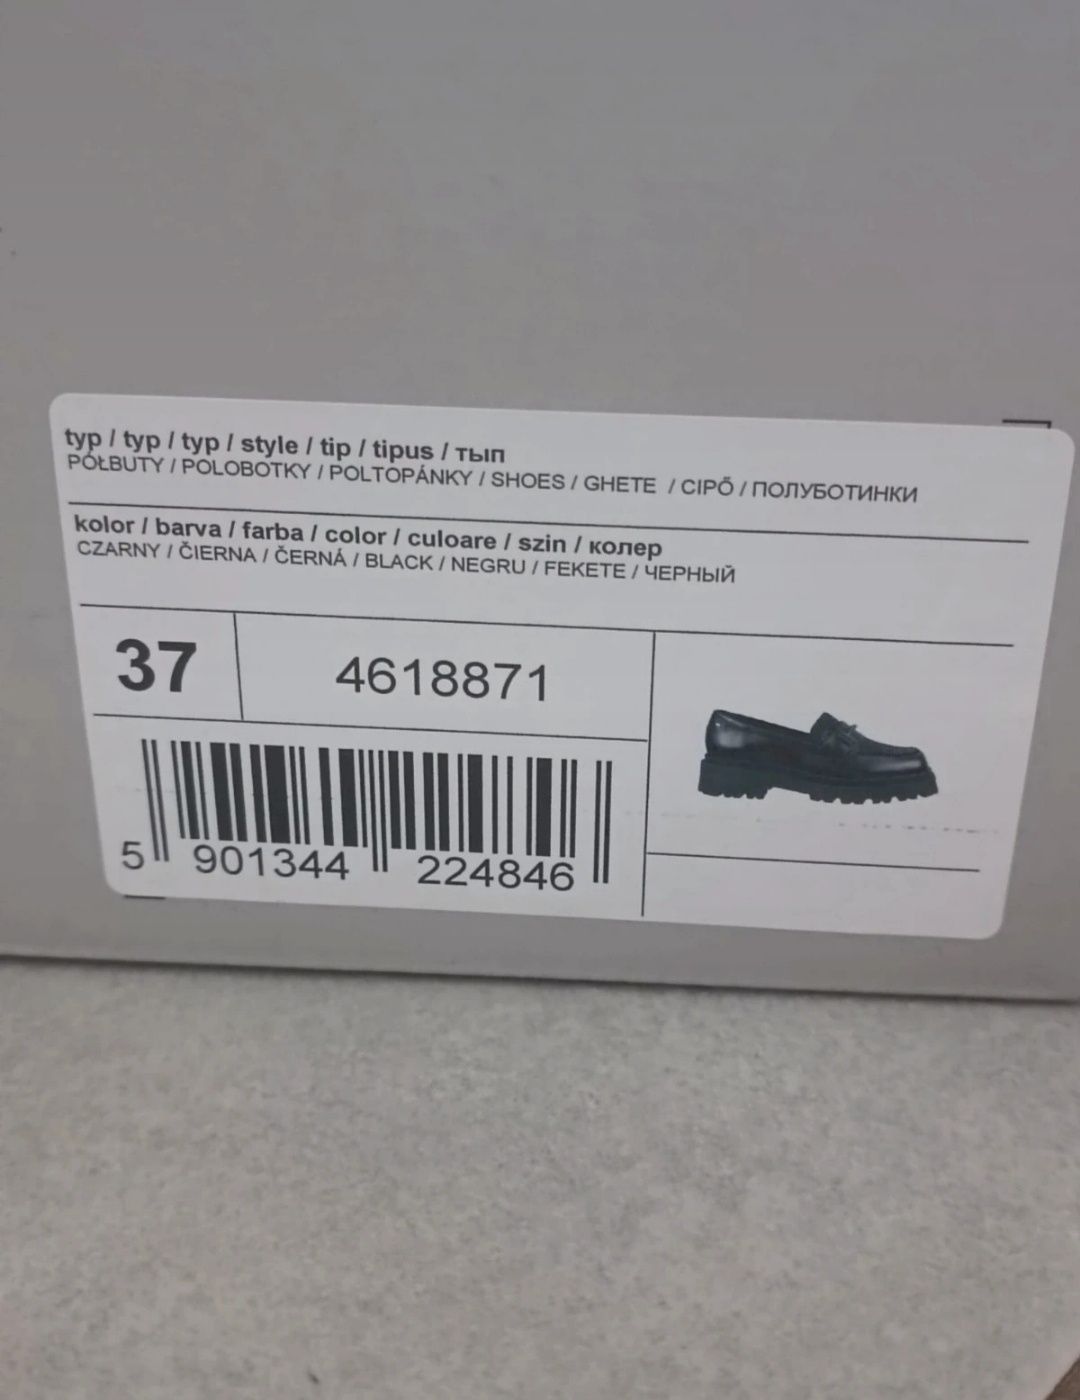 typ / typ / typ / style / tip / tipus / тып
PÓŁBUTY / POLOBOTKY / POLTOPÁNKY / SHOES / GHETE / CIPŐ / ПОЛУБОТИНКИ
kolor / barva / farba / color / culoare / szin / колер
CZARNY / ČIERNA / ČERNÁ / BLACK / NEGRU / FEKETE / ЧЕРНЫЙ
37
4618871
5 901344 224846